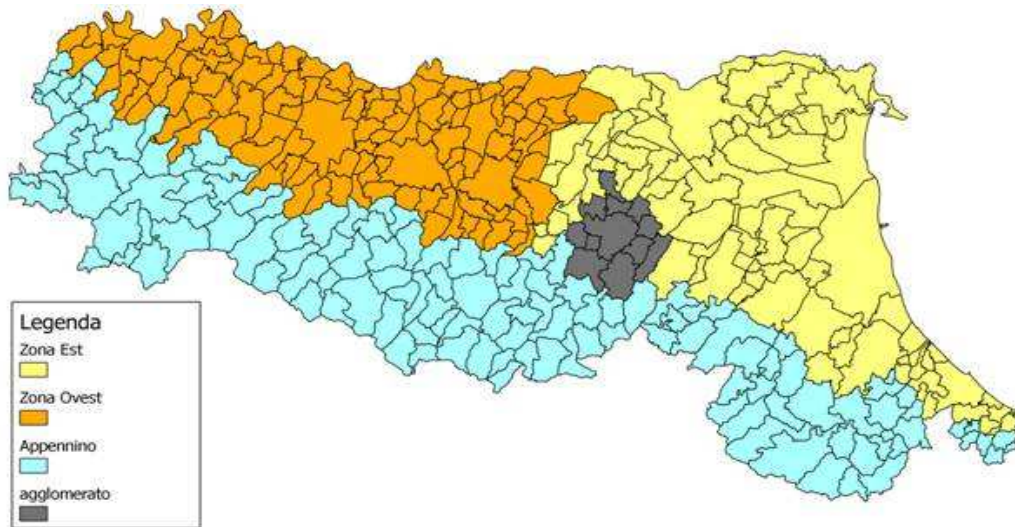 Legenda
Zona Est
Zona Ovest
Appennino
agglomerato